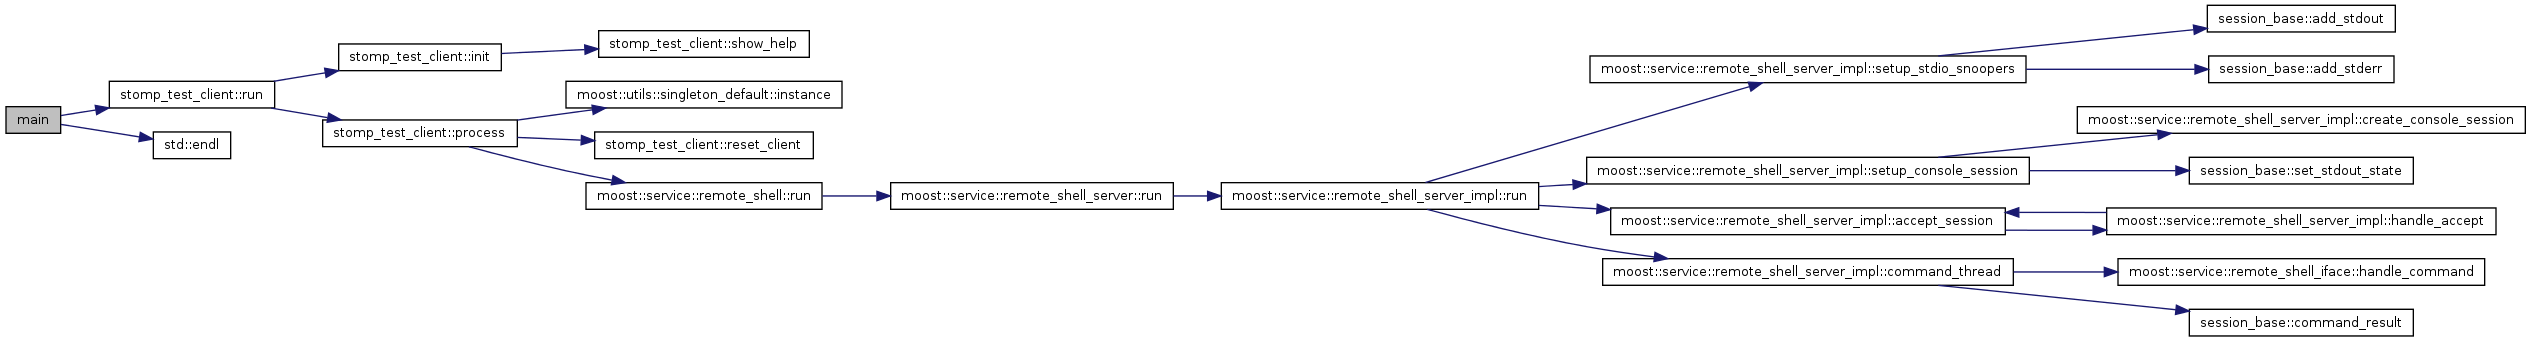 main
stomp_test_client::run
std::endl
stomp_test_client::init
stomp_test_client::process
stomp_test_client::show_help
moost::utils::singleton_default::instance
stomp_test_client::reset_client
moost::service::remote_shell::run
moost::service::remote_shell_server::run
moost::service::remote_shell_server_impl::run
moost::service::remote_shell_server_impl::setup_stdio_snoopers
moost::service::remote_shell_server_impl::setup_console_session
moost::service::remote_shell_server_impl::accept_session
moost::service::remote_shell_server_impl::command_thread
session_base::add_stdout
session_base::add_stderr
moost::service::remote_shell_server_impl::create_console_session
session_base::set_stdout_state
moost::service::remote_shell_server_impl::handle_accept
moost::service::remote_shell_iface::handle_command
session_base::command_result